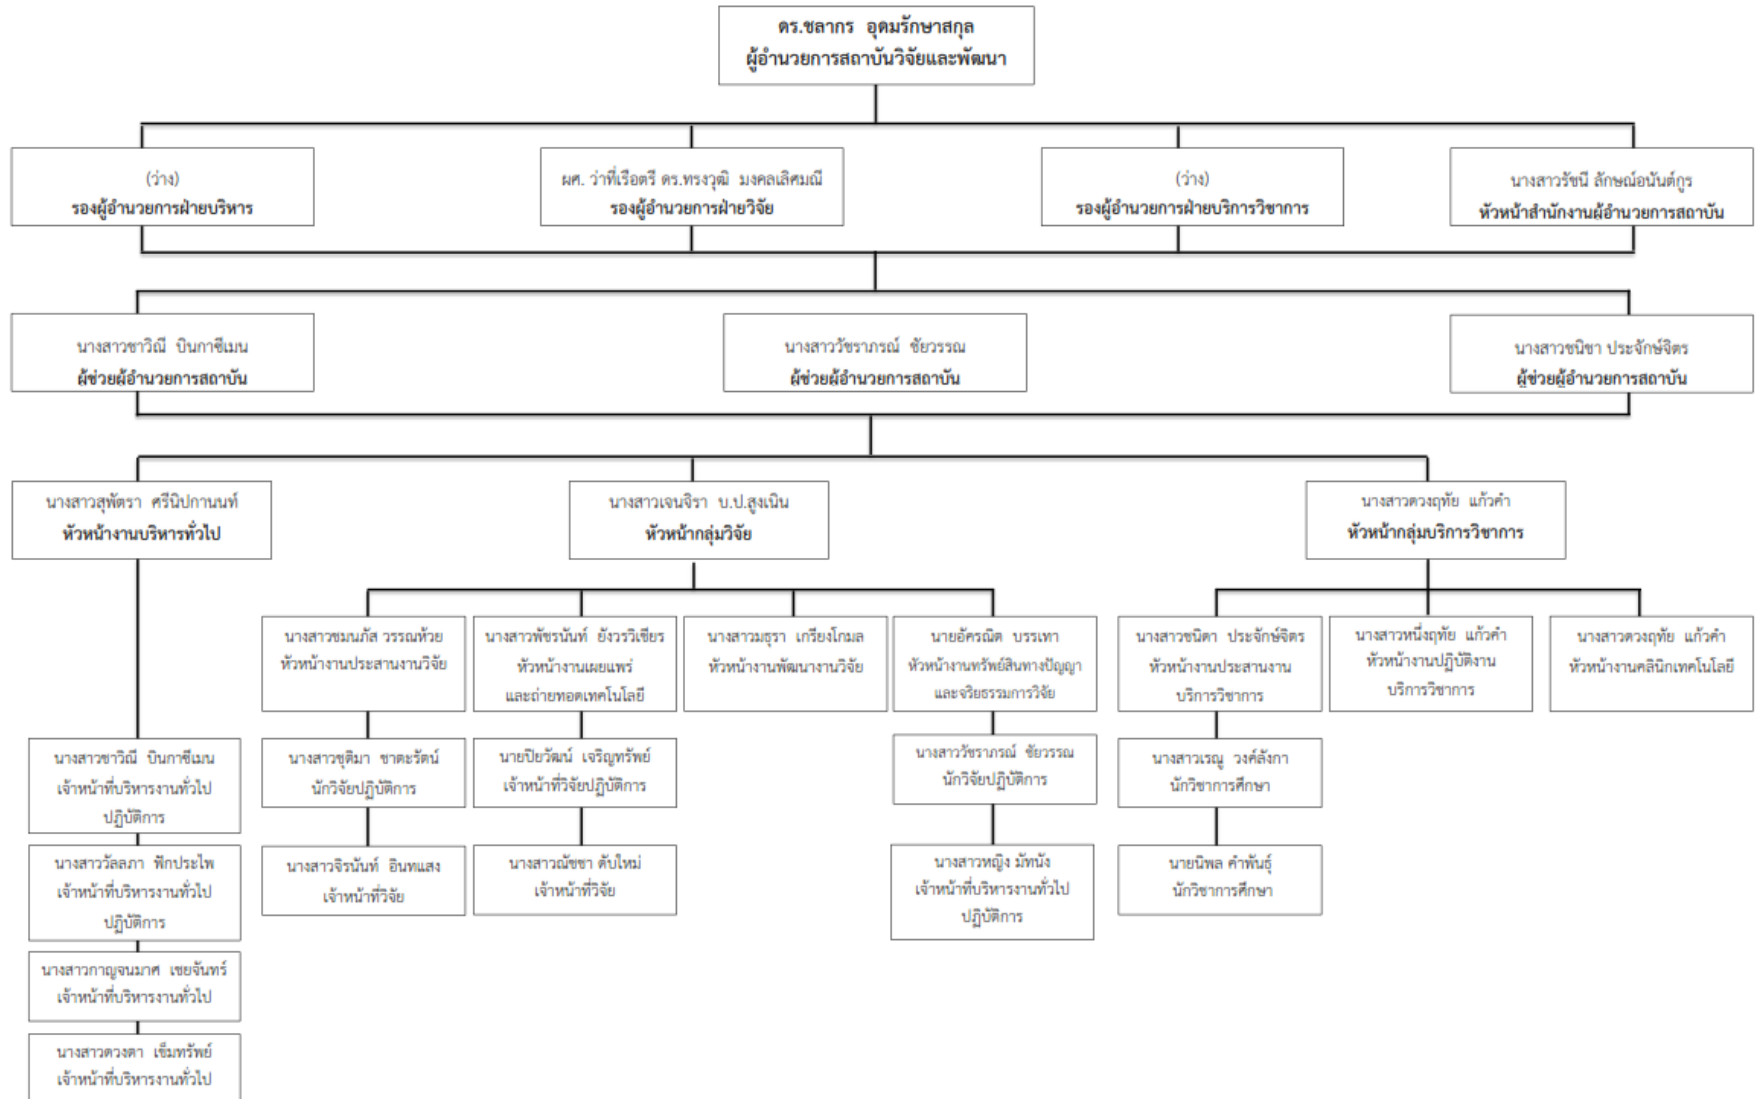 ดร.ชลากร  อุดมรักษาสกุล
ผู้อำนวยการสถาบันวิจัยและพัฒนา
(ว่าง)
รองผู้อำนวยการฝ่ายบริหาร
ผศ. ว่าที่เรือตรี ดร.ทรงวุฒิ  มงคลเลิศมณี
รองผู้อำนวยการฝ่ายวิจัย
(ว่าง)
รองผู้อำนวยการฝ่ายบริการวิชาการ
นางสาวรัชนี ลักษณ์อนันต์กูร
หัวหน้าสำนักงานผู้อำนวยการสถาบัน
นางสาวซาวิณี  บินกาซีเมน
ผู้ช่วยผู้อำนวยการสถาบัน
นางสาววัชราภรณ์  ชัยวรรณ
ผู้ช่วยผู้อำนวยการสถาบัน
นางสาวชนิชา ประจักษ์จิตร
ผู้ช่วยผู้อำนวยการสถาบัน
นางสาวสุพัตรา  ศรีนิปกานนท์
หัวหน้างานบริหารทั่วไป
นางสาวเจนจิรา  บ.ป.สูงเนิน
หัวหน้ากลุ่มวิจัย
นางสาวดวงฤทัย  แก้วคำ
หัวหน้ากลุ่มบริการวิชาการ
นางสาวชมนภัส วรรณห้วย
หัวหน้างานประสานงานวิจัย
นางสาวพัชรนันท์  ยังวรวิเชียร
หัวหน้างานเผยแพร่
และถ่ายทอดเทคโนโลยี
นางสาวมธุรา  เกรียงโกมล
หัวหน้างานพัฒนางานวิจัย
นายอัครณิต  บรรเทา
หัวหน้างานทรัพย์สินทางปัญญา
และจริยธรรมการวิจัย
นางสาวชนิดา  ประจักษ์จิตร
หัวหน้างานประสานงาน
บริการวิชาการ
นางสาวหนึ่งฤทัย  แก้วคำ
หัวหน้างานปฏิบัติงาน
บริการวิชาการ
นางสาวดวงฤทัย  แก้วคำ
หัวหน้างานคลินิกเทคโนโลยี
นางสาวซาวิณี  บินกาซีเมน
เจ้าหน้าที่บริหารงานทั่วไป
ปฏิบัติการ
นางสาวชุติมา  ชาตะรัตน์
นักวิจัยปฏิบัติการ
นายปิยวัฒน์  เจริญทรัพย์
เจ้าหน้าที่วิจัยปฏิบัติการ
นางสาววัชราภรณ์  ชัยวรรณ
นักวิจัยปฏิบัติการ
นางสาวเรณู  วงศ์ลังกา
นักวิชาการศึกษา
นางสาววัลลภา  ฟักประไพ
เจ้าหน้าที่บริหารงานทั่วไป
ปฏิบัติการ
นางสาวจิรนันท์  อินทแสง
เจ้าหน้าที่วิจัย
นางสาวณัชชา ดับใหม่
เจ้าหน้าที่วิจัย
นางสาวหญิง มัทนัง
เจ้าหน้าที่บริหารงานทั่วไป
ปฏิบัติการ
นายนิพล คำพันธุ์
นักวิชาการศึกษา
นางสาวกาญจนมาศ  เชยจันทร์
เจ้าหน้าที่บริหารงานทั่วไป
นางสาวดวงตา  เข็มทรัพย์
เจ้าหน้าที่บริหารงานทั่วไป